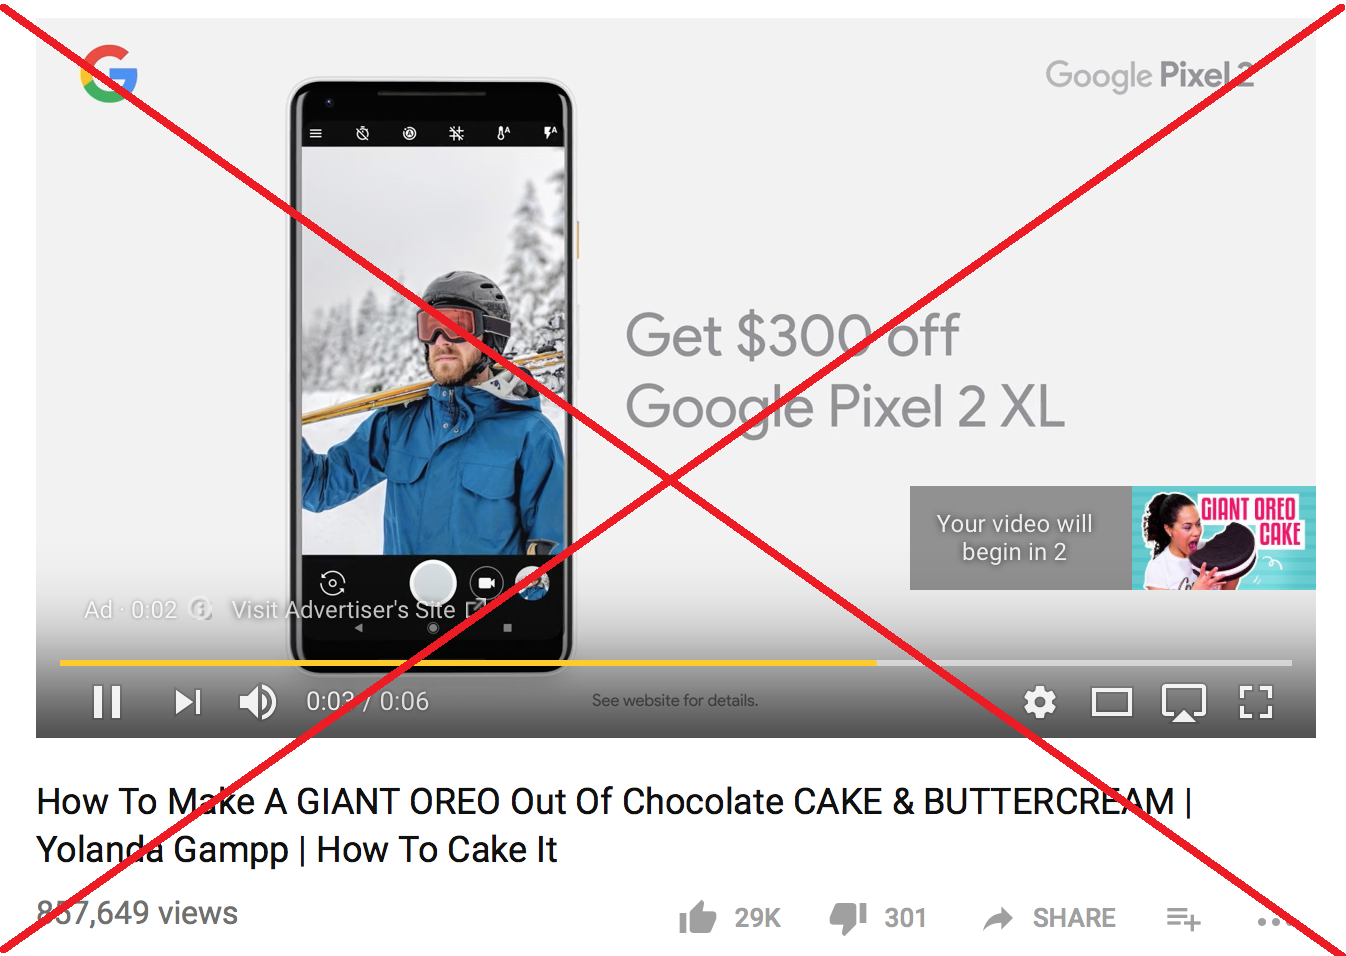 Google Pixel 2
Get $300 off
Google Pixel 2 XL
Your video will
begin in 2
GIANT OREO
CAKE
Ad · 0:02 Visit Advertiser's Site
0:03 / 0:06
See website for details.
How To Make A GIANT OREO Out Of Chocolate CAKE & BUTTERCREAM |
Yolanda Gampp | How To Cake It
857,649 views
29K
301
SHARE